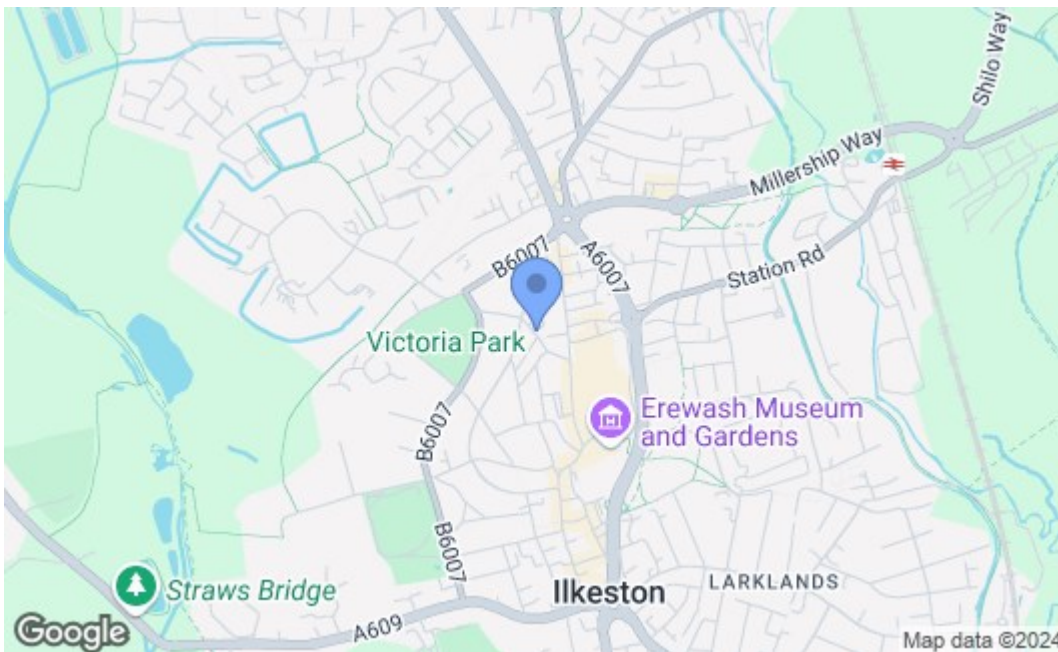 Shilo Way
Millership Way
B6007
A6007
Station Rd
Victoria Park
Erewash Museum
and Gardens
B6007
B6007
Straws Bridge
Ilkeston
LARKLANDS
A609
Google
Map data ©2024